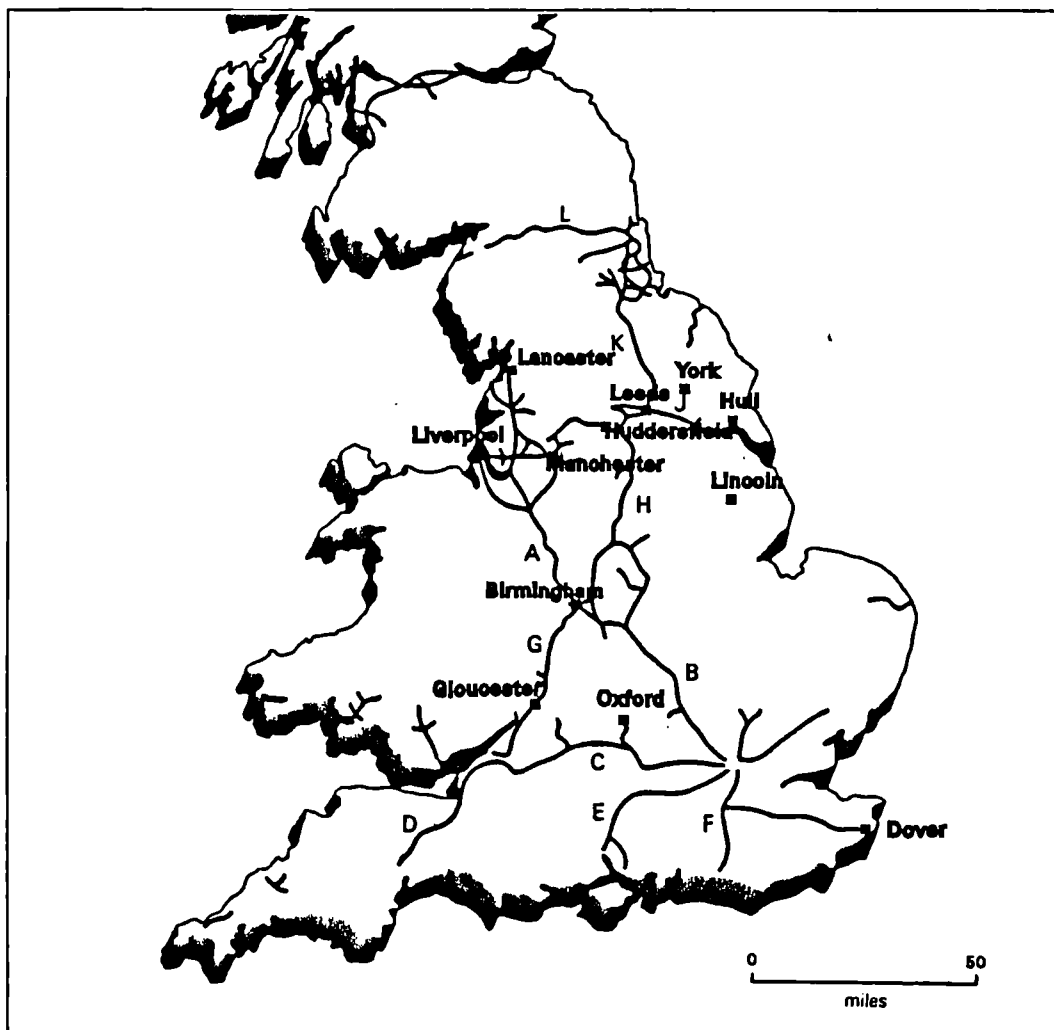 L
K
Lancaster
York
Leeds
J
Hull
Liverpool
Huddersfield
Manchester
Lincoln
H
A
Birmingham
G
B
Gloucester
Oxford
C
D
E
F
Dover
0 50
miles